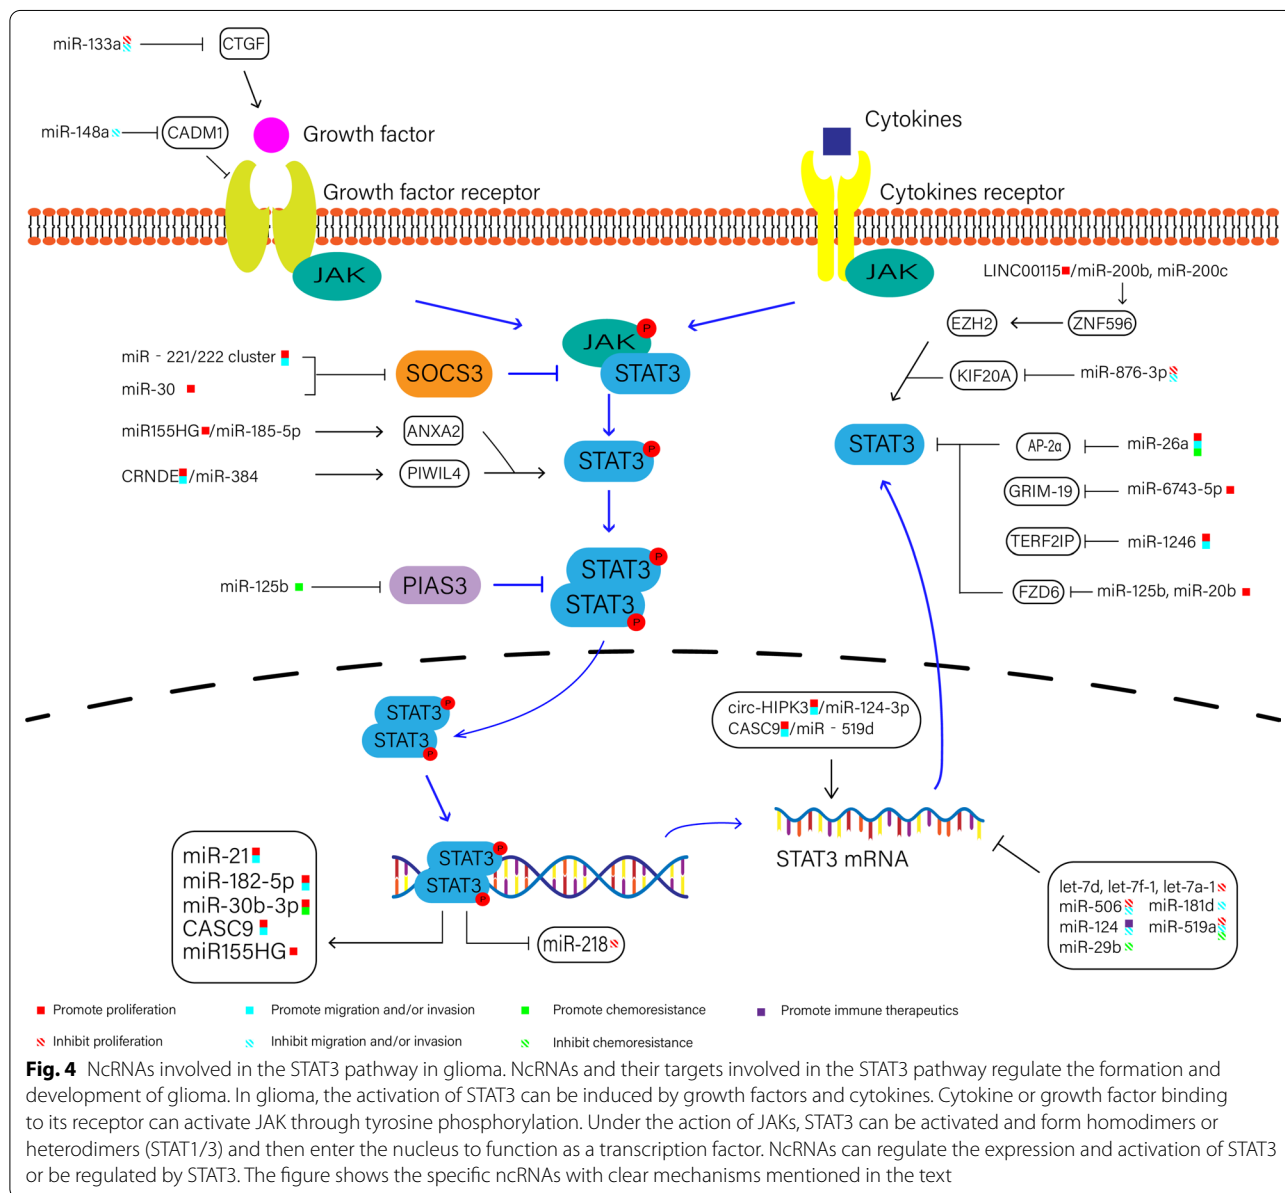 miR-133a
CTGF
miR-148a
CADM1
Growth factor
Growth factor receptor
Cytokines
Cytokines receptor
JAK
JAK
LINC00115/miR-200b, miR-200c
EZH2
ZNF596
KIF20A
miR-876-3p
JAK
P
STAT3
miR - 221/222 cluster
miR-30
SOCS3
miR155HG/miR-185-5p
ANXA2
CRNDE/miR-384
PIWIL4
STAT3
P
STAT3
AP-2α
miR-26a
GRIM-19
miR-6743-5p
TERF2IP
miR-1246
FZD6
miR-125b, miR-20b
miR-125b
PIAS3
STAT3
P
STAT3
P
STAT3
P
STAT3
P
circ-HIPK3/miR-124-3p
CASC9/miR - 519d
STAT3 mRNA
STAT3
P
STAT3
P
miR-21
miR-182-5p
miR-30b-3p
CASC9
miR155HG
miR-218
let-7d, let-7f-1, let-7a-1
miR-506 miR-181d
miR-124 miR-519a
miR-29b
Promote proliferation Promote migration and/or invasion Promote chemoresistance Promote immune therapeutics
Inhibit proliferation Inhibit migration and/or invasion Inhibit chemoresistance
Fig. 4 NcRNAs involved in the STAT3 pathway in glioma. NcRNAs and their targets involved in the STAT3 pathway regulate the formation and
development of glioma. In glioma, the activation of STAT3 can be induced by growth factors and cytokines. Cytokine or growth factor binding
to its receptor can activate JAK through tyrosine phosphorylation. Under the action of JAKs, STAT3 can be activated and form homodimers or
heterodimers (STAT1/3) and then enter the nucleus to function as a transcription factor. NcRNAs can regulate the expression and activation of STAT3
or be regulated by STAT3. The figure shows the specific ncRNAs with clear mechanisms mentioned in the text